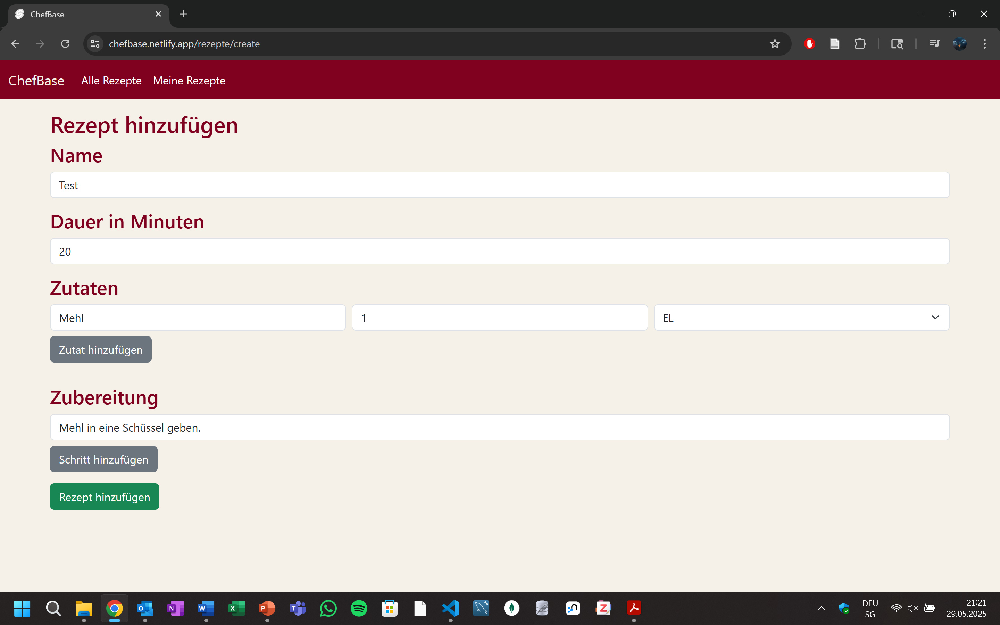 ChefBase
chefbase.netlify.app/rezepte/create
ChefBase Alle Rezepte Meine Rezepte
Rezept hinzufügen
Name
Test
Dauer in Minuten
20
Zutaten
Mehl 1 EL
Zutat hinzufügen
Zubereitung
Mehl in eine Schüssel geben.
Schritt hinzufügen
Rezept hinzufügen
DEU 21:21
SG 29.05.2025